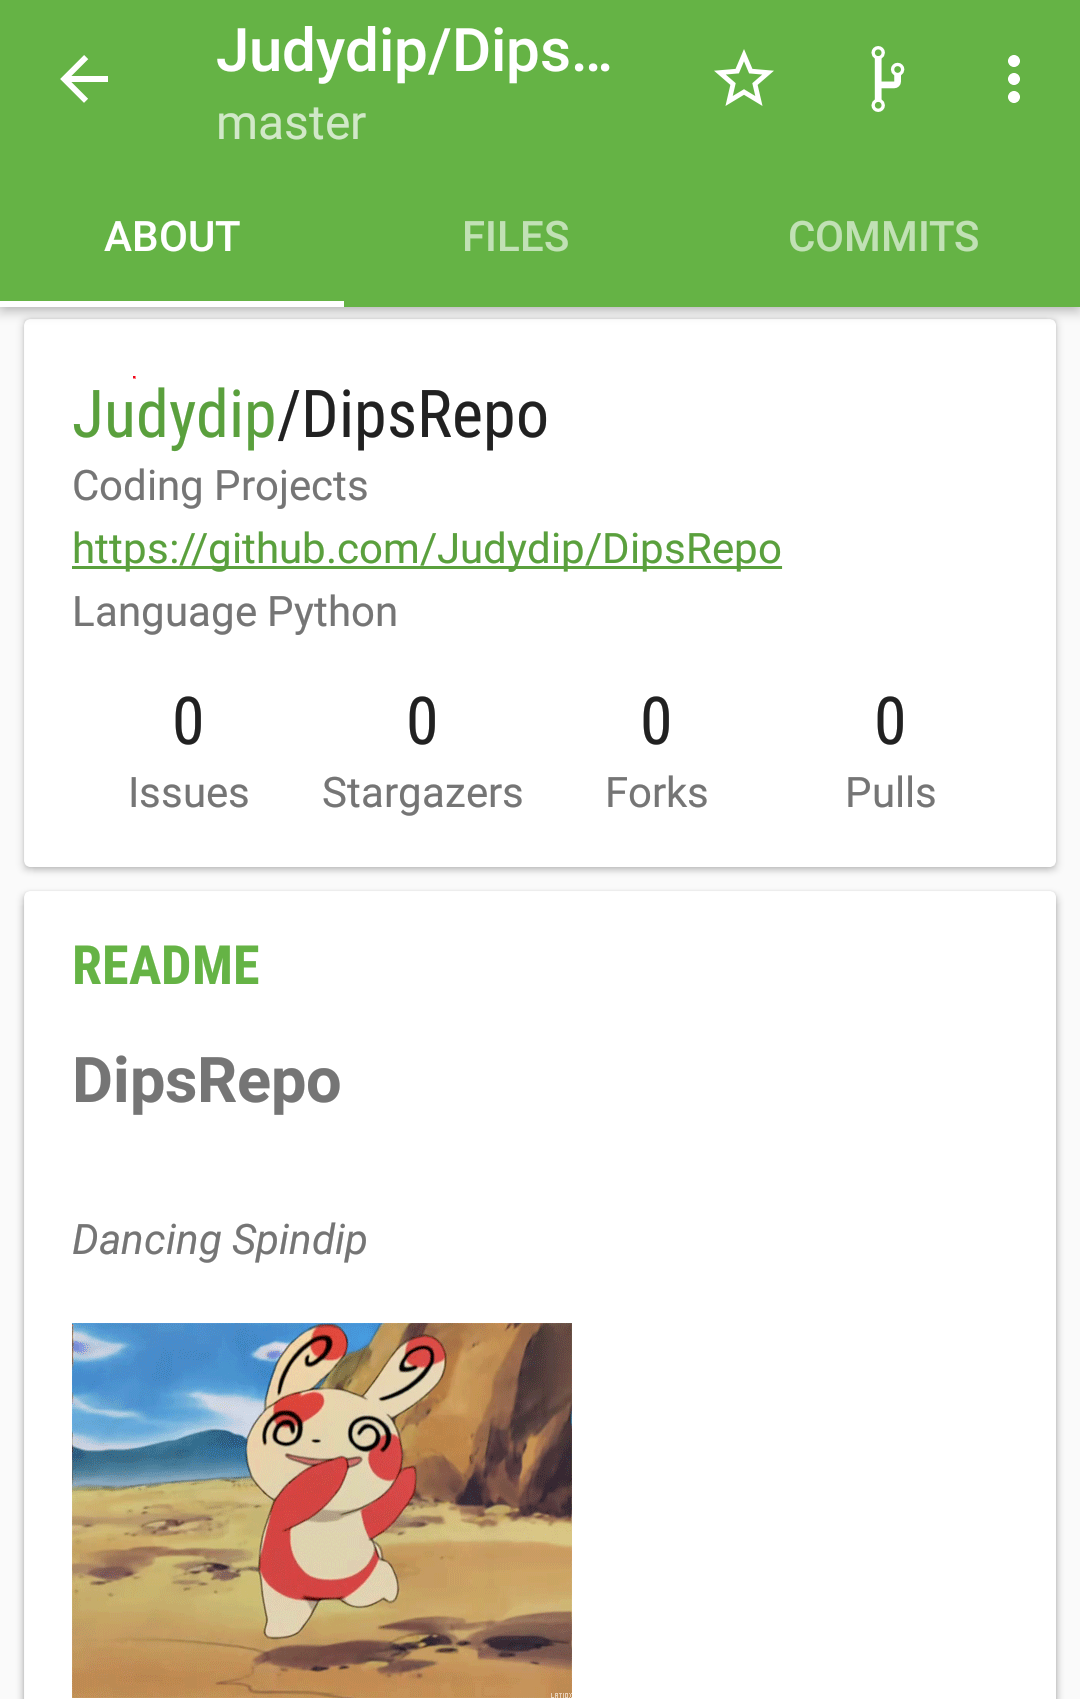 Judydip/Dips...
master
ABOUT
FILES
COMMITS
Judydip/DipsRepo
Coding Projects
https://github.com/Judydip/DipsRepo
Language Python
0 0 0 0
Issues Stargazers Forks Pulls
README
DipsRepo
Dancing Spindip